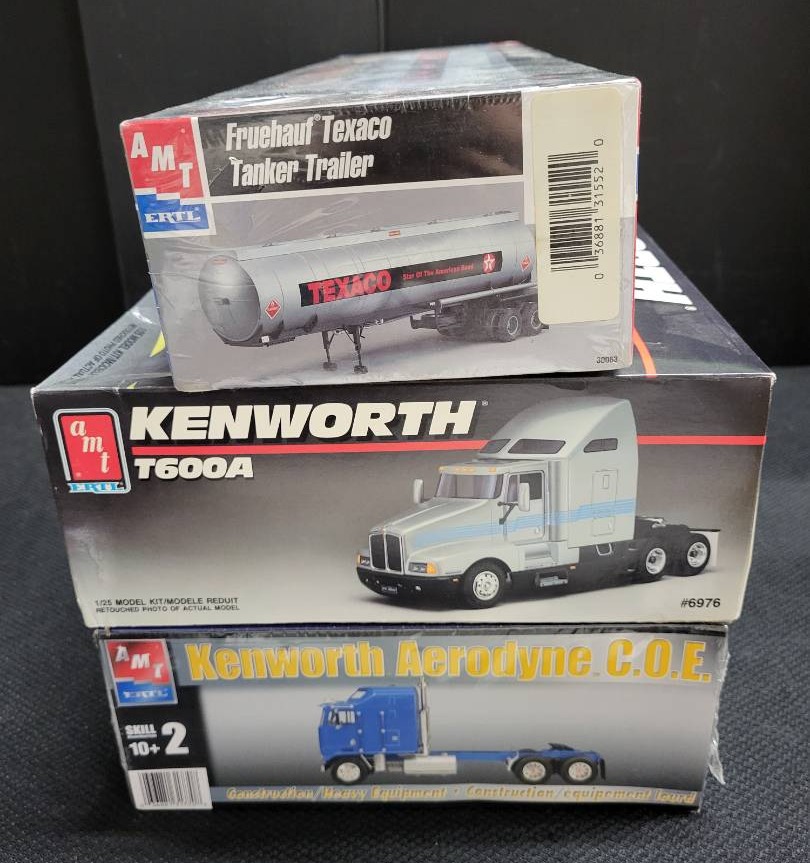 AMT
ERTL
Fruehauf® Texaco
Tanker Trailer
TEXACO Star Of The American Road
0 36881 31552 0
KENWORTH®
amt
ERTL
T600A
1/25 MODEL KIT/MODELE REDUIT
RETOUCHED PHOTO OF ACTUAL MODEL
#6976
AMT
ERTL
Kenworth Aerodyne™ C.O.E.
SKILL
10+ 2
Construction/Heavy Equipment • Construction/équipement lourd